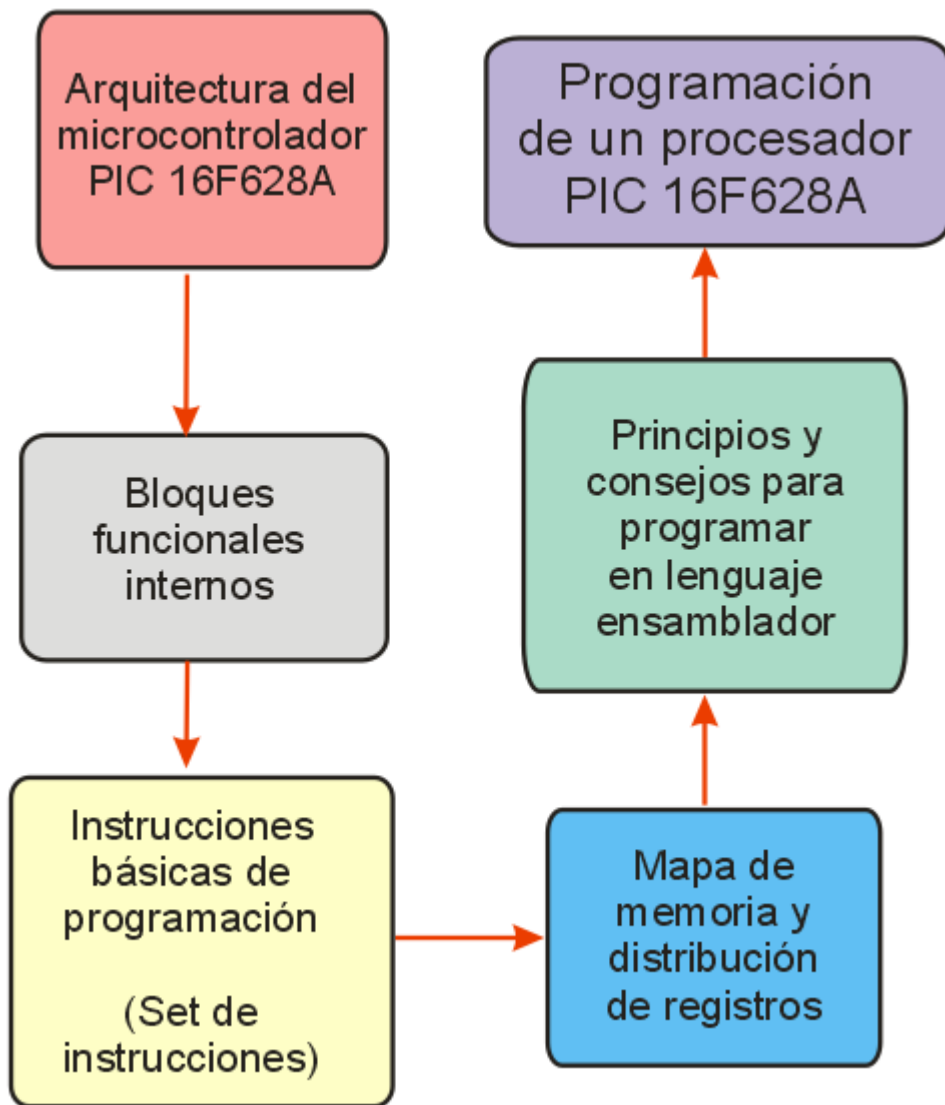 Arquitectura del
microcontrolador
PIC 16F628A
Bloques
funcionales
internos
Instrucciones
básicas de
programación
(Set de
instrucciones)
Mapa de
memoria y
distribución
de registros
Principios y
consejos para
programar
en lenguaje
ensamblador
Programación
de un procesador
PIC 16F628A